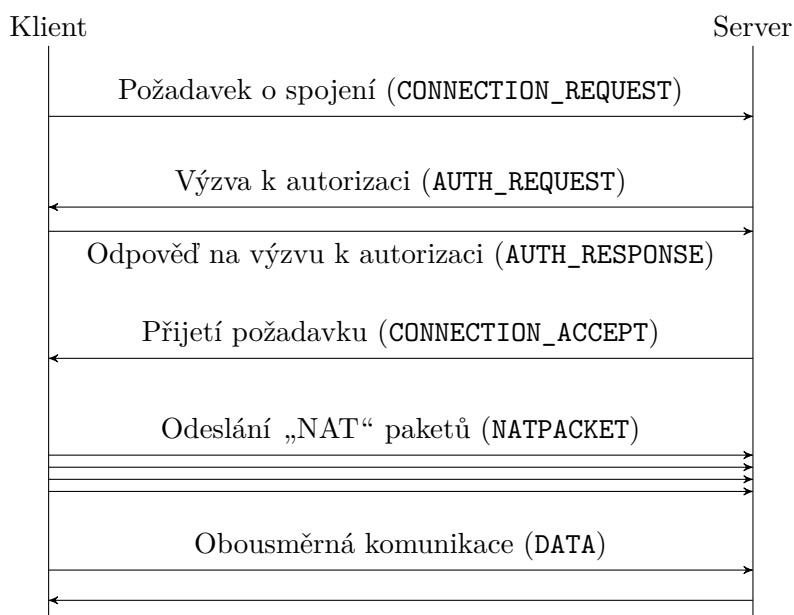 Klient
Server
Požadavek o spojení (CONNECTION_REQUEST)
Výzva k autorizaci (AUTH_REQUEST)
Odpověď na výzvu k autorizaci (AUTH_RESPONSE)
Přijetí požadavku (CONNECTION_ACCEPT)
Odeslání „NAT“ paketů (NATPACKET)
Obousměrná komunikace (DATA)